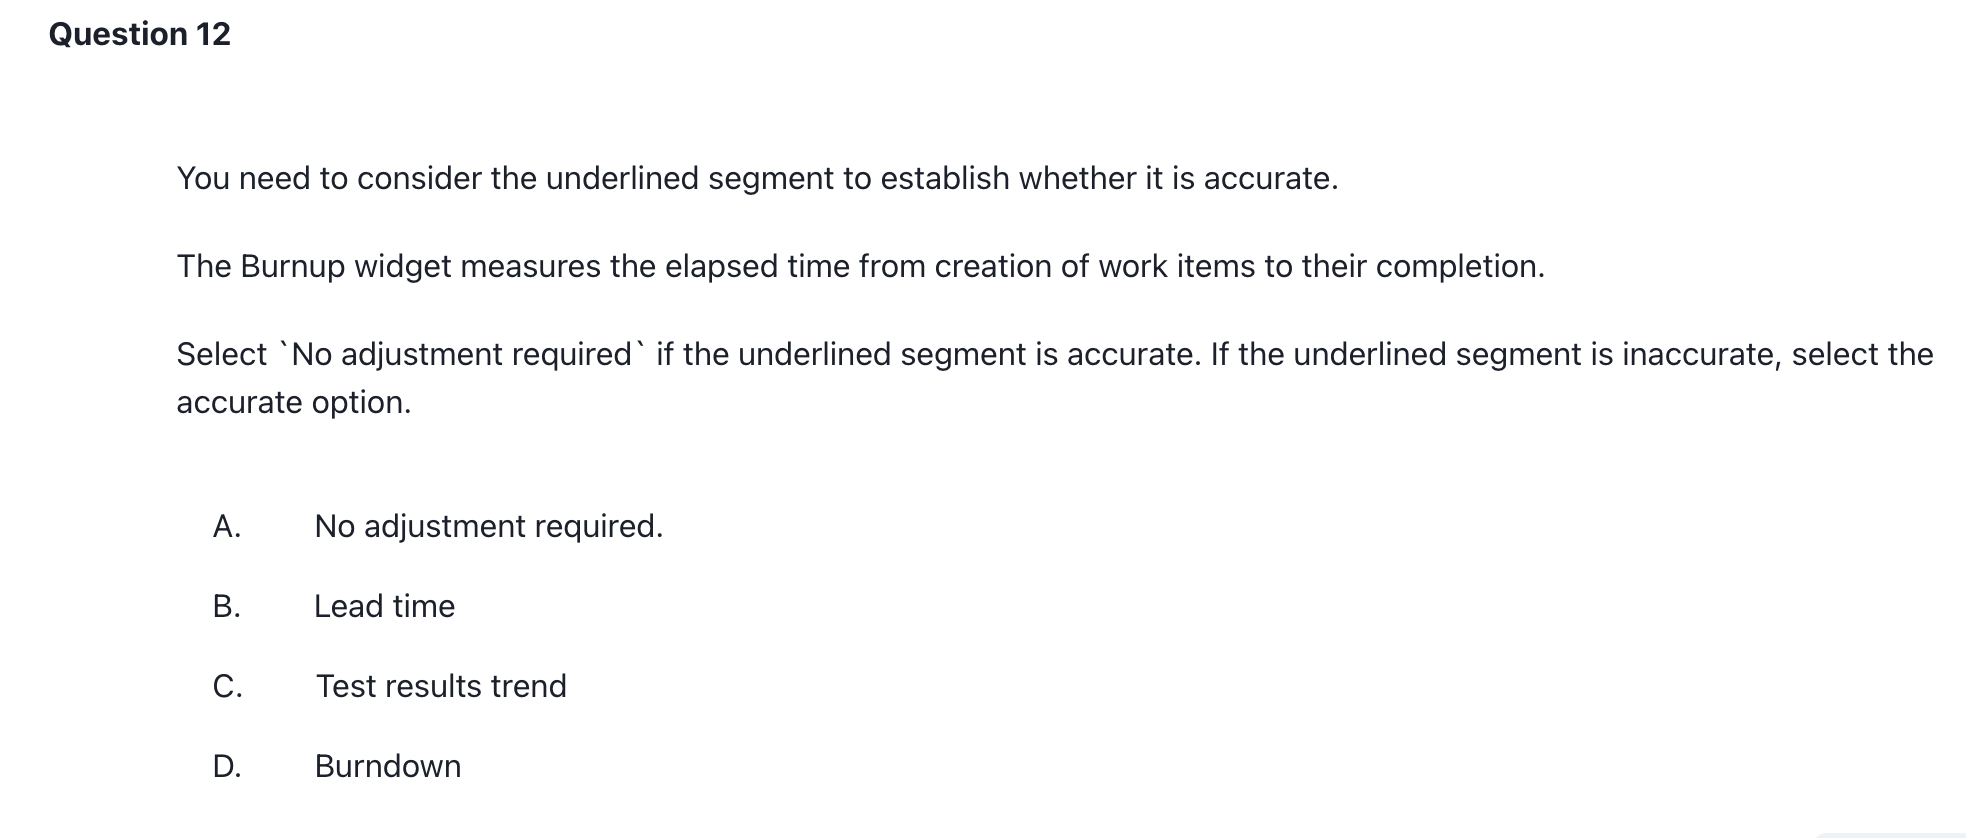 Question 12
You need to consider the underlined segment to establish whether it is accurate.
The Burnup widget measures the elapsed time from creation of work items to their completion.
Select `No adjustment required` if the underlined segment is accurate. If the underlined segment is inaccurate, select the
accurate option.
A. No adjustment required.
B. Lead time
C. Test results trend
D. Burndown